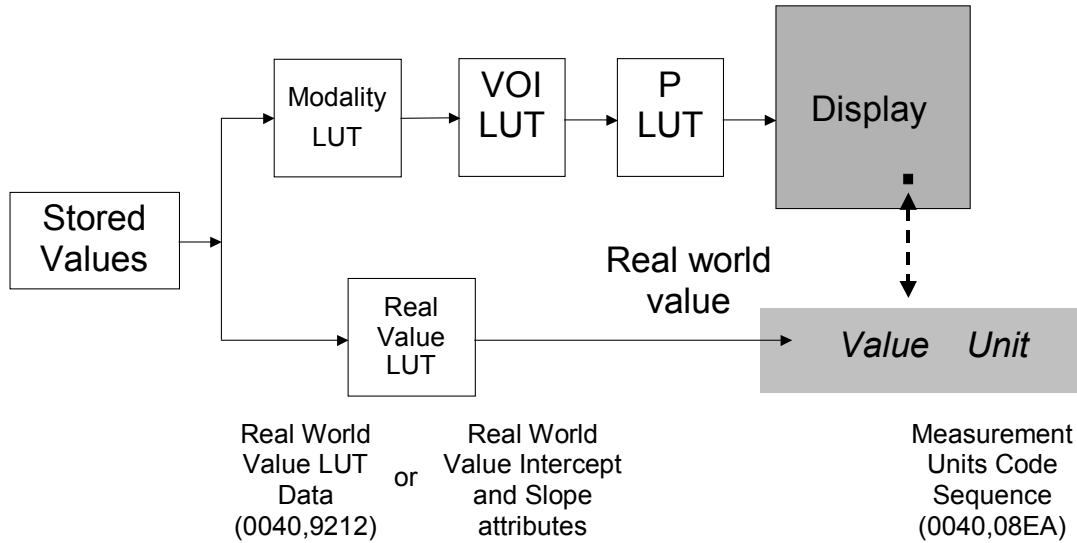 Modality
LUT
VOI
LUT
P
LUT
Display
Stored
Values
Real
Value
LUT
Real world
value
Value Unit
Real World
Value LUT
Data
(0040,9212)
or
Real World
Value Intercept
and Slope
attributes
Measurement
Units Code
Sequence
(0040,08EA)